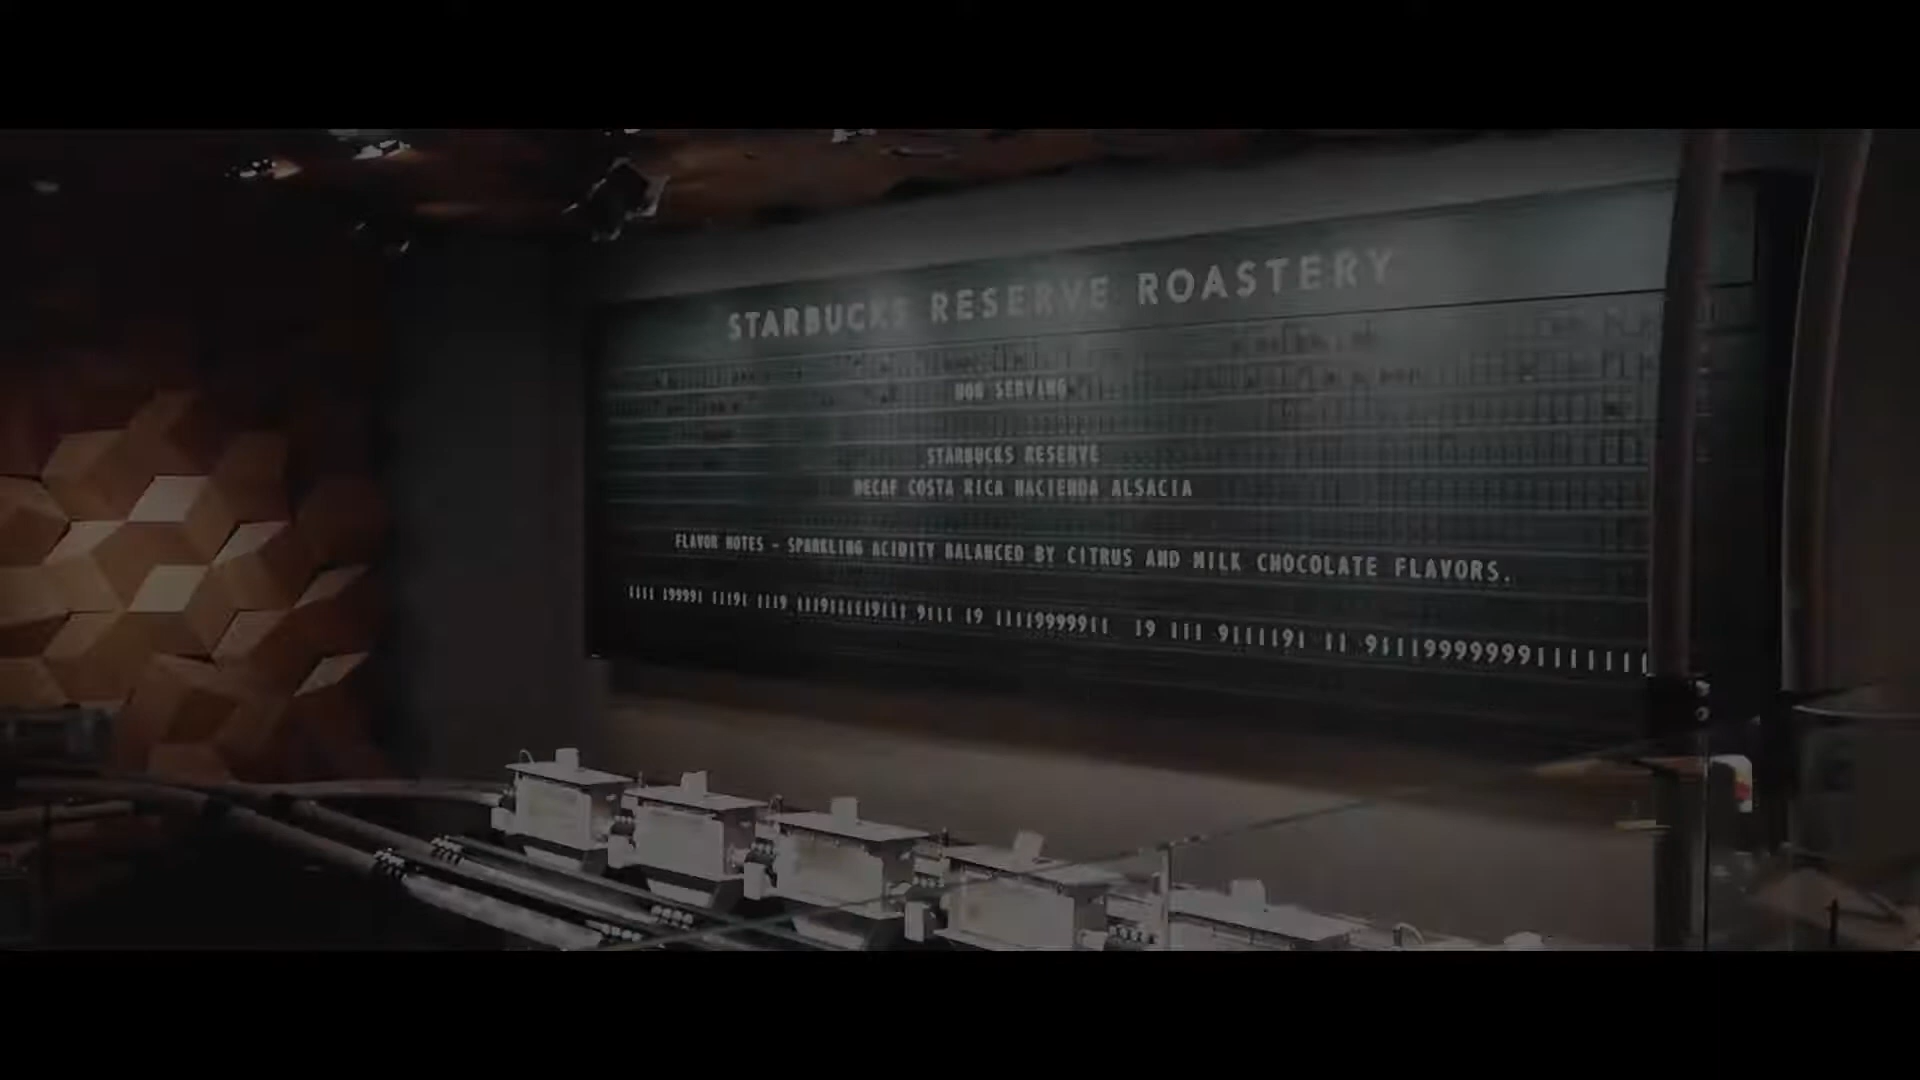 STARBUCKS RESERVE ROASTERY
NOW SERVING
STARBUCKS RESERVE
DECAF COSTA RICA HACIENDA ALSACIA
FLAVOR NOTES - SPARKLING ACIDITY BALANCED BY CITRUS AND MILK CHOCOLATE FLAVORS.